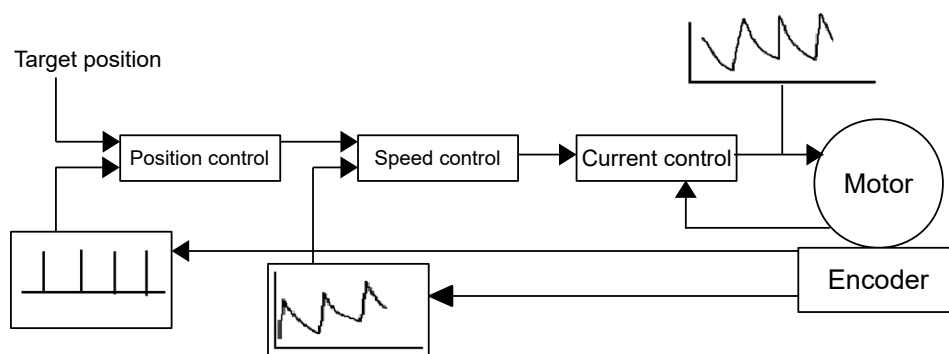 Target position
Position control
Speed control
Current control
Motor
Encoder